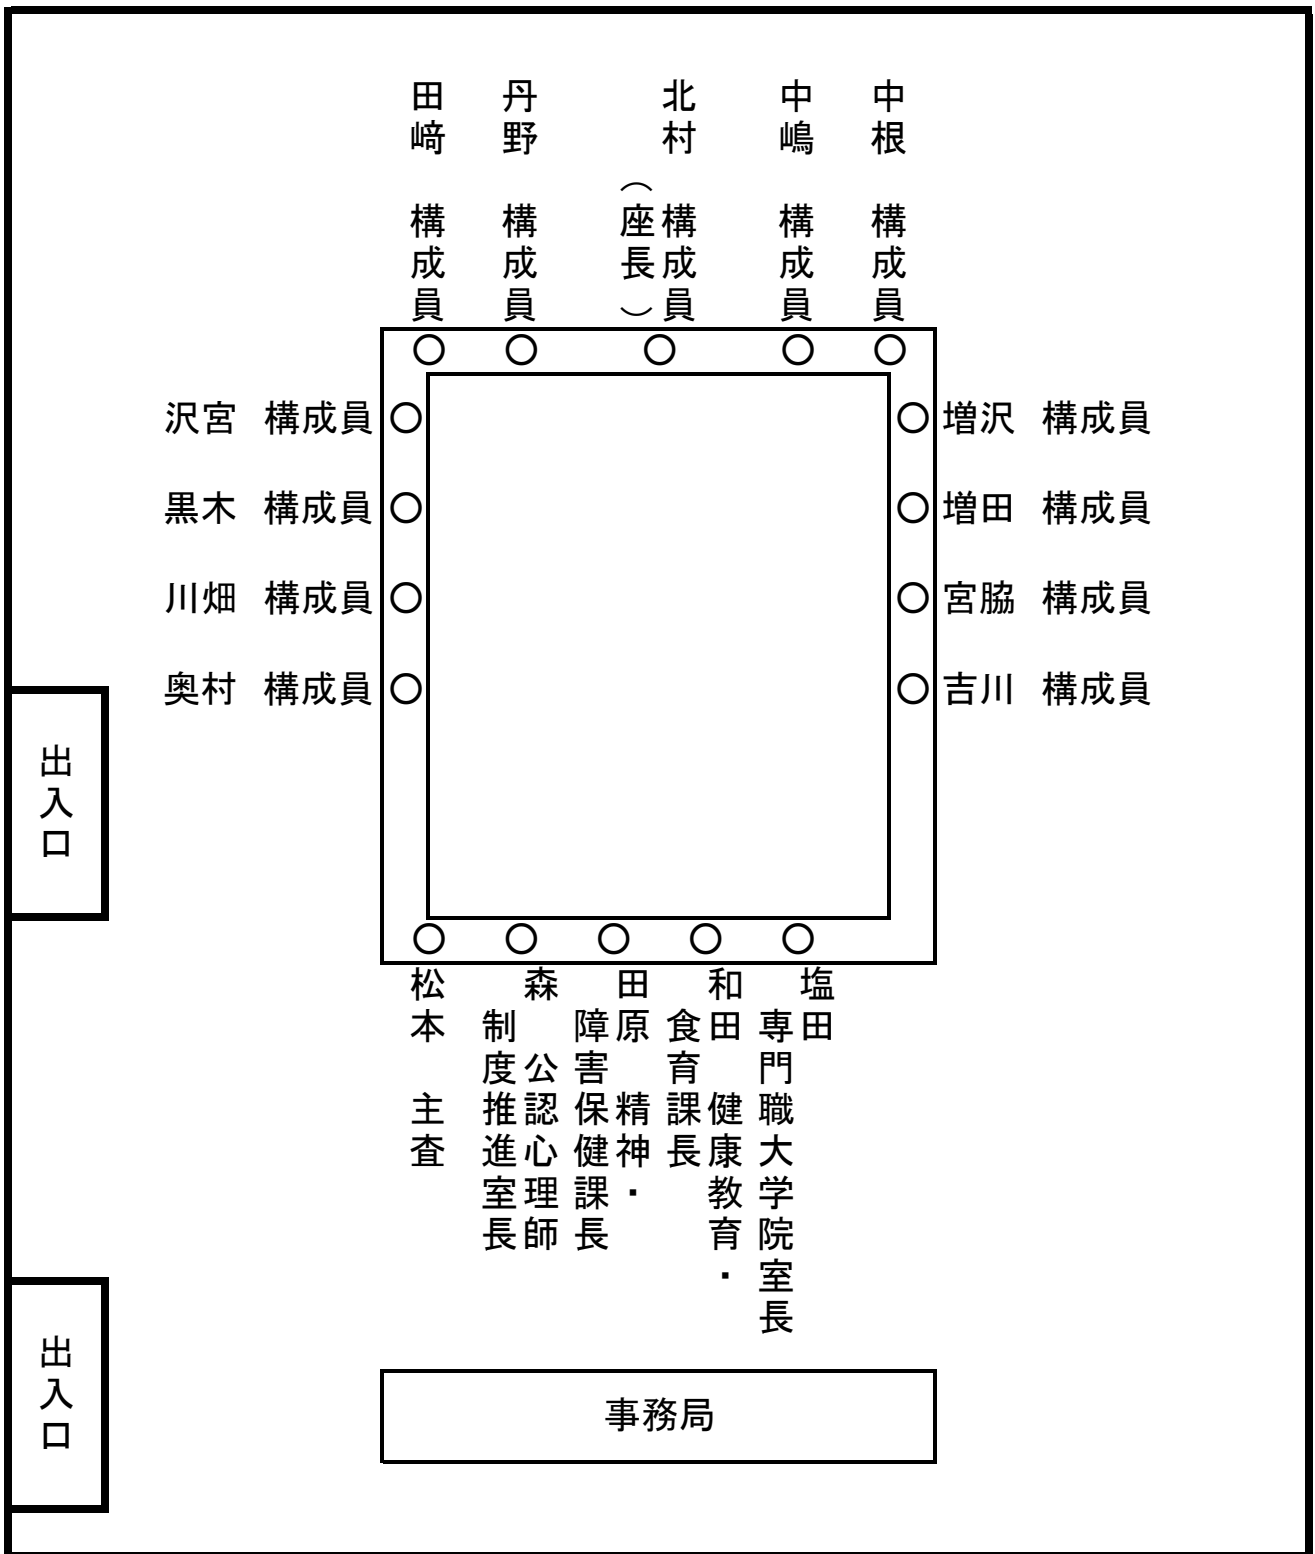 中根　構成員
中嶋　構成員
北村　構成員
（座長）
丹野　構成員
田﨑　構成員
沢宮　構成員
増沢　構成員
黒木　構成員
増田　構成員
川畑　構成員
宮脇　構成員
奥村　構成員
吉川　構成員
出入口
塩田
専門職大学院室長
和田　健康教育・
食育課長
田原　精神・
障害保健課長
森　公認心理師
制度推進室長
松本　主査
出入口
事務局